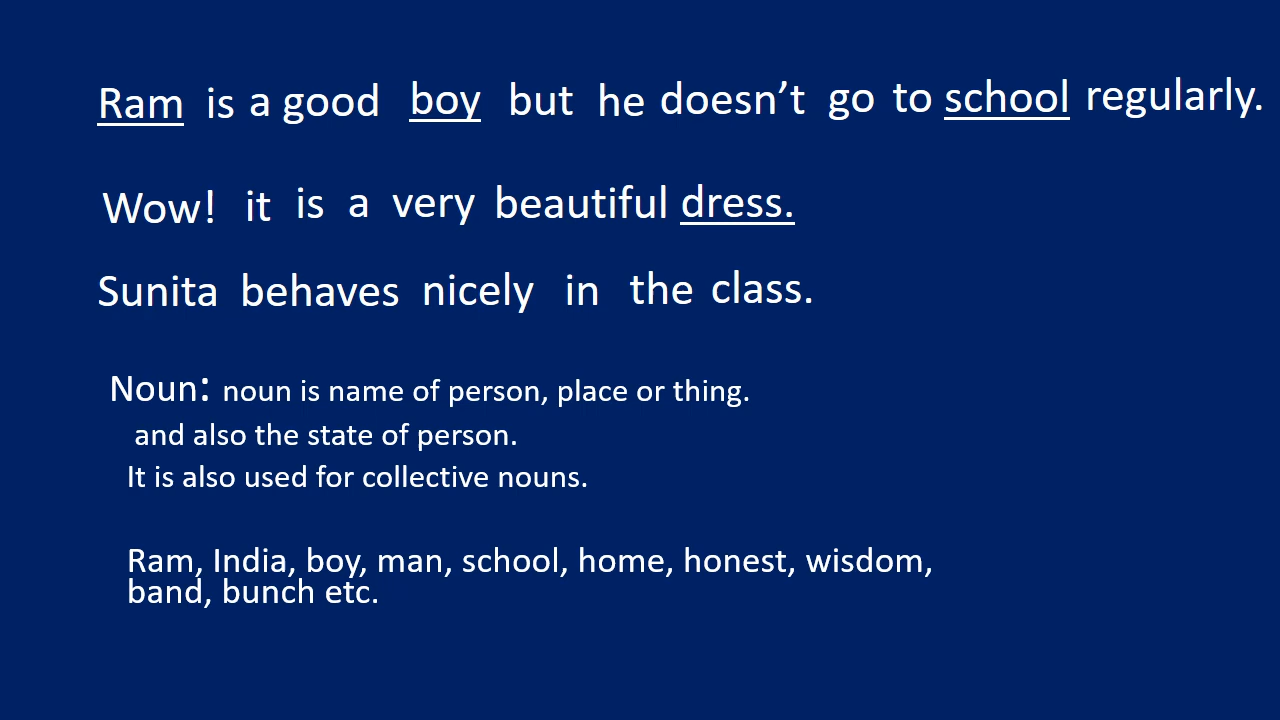 Ram is a good boy but he doesn’t go to school regularly.
Wow! it is a very beautiful dress.
Sunita behaves nicely in the class.
Noun: noun is name of person, place or thing.
and also the state of person.
It is also used for collective nouns.
Ram, India, boy, man, school, home, honest, wisdom,
band, bunch etc.